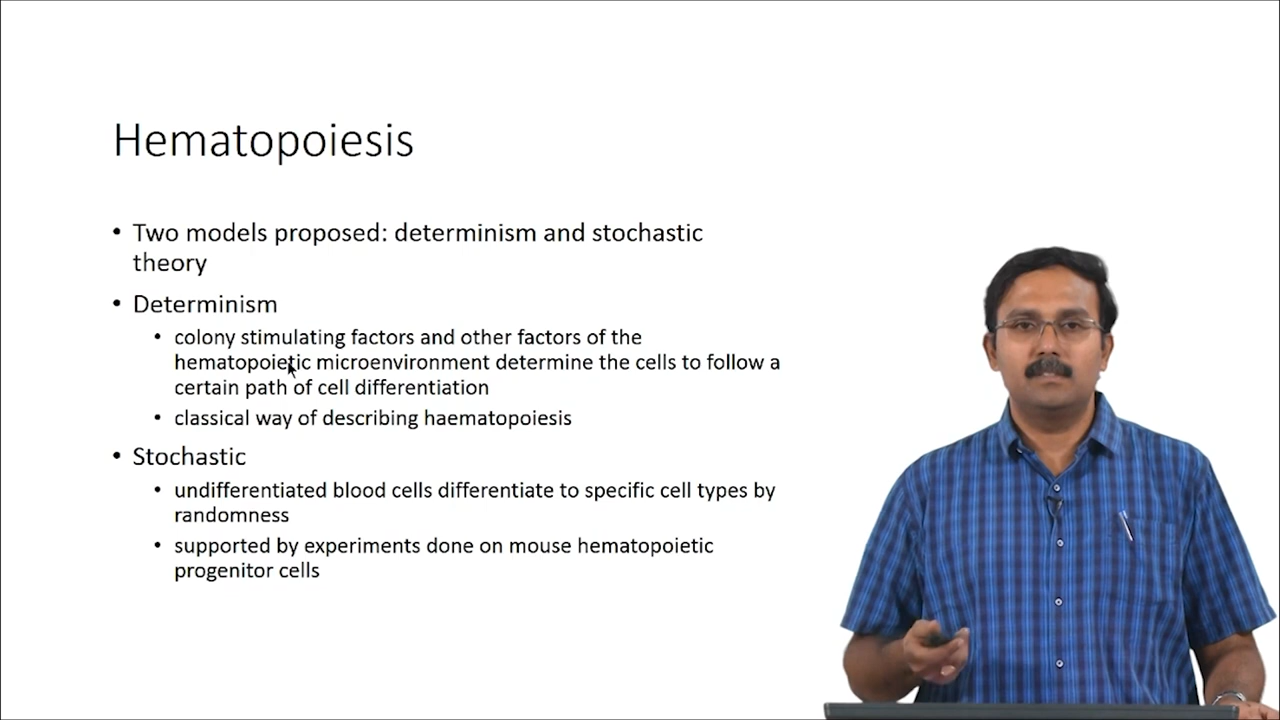 Hematopoiesis
• Two models proposed: determinism and stochastic
theory
• Determinism
• colony stimulating factors and other factors of the
hematopoietic microenvironment determine the cells to follow a
certain path of cell differentiation
• classical way of describing haematopoiesis
• Stochastic
• undifferentiated blood cells differentiate to specific cell types by
randomness
• supported by experiments done on mouse hematopoietic
progenitor cells